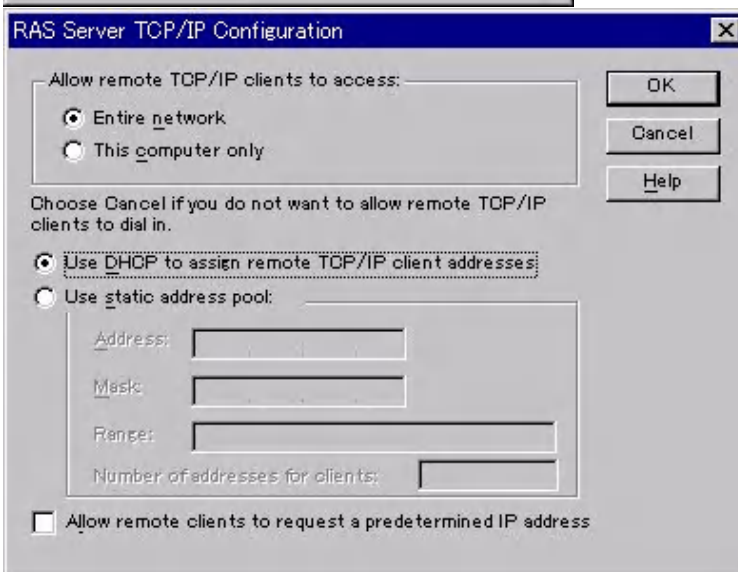 RAS Server TCP/IP Configuration
Allow remote TCP/IP clients to access:
Entire network
This computer only
OK
Cancel
Help
Choose Cancel if you do not want to allow remote TCP/IP
clients to dial in.
Use DHCP to assign remote TCP/IP client addresses
Use static address pool:
Address:
Mask:
Range:
Number of addresses for clients:
Allow remote clients to request a predetermined IP address